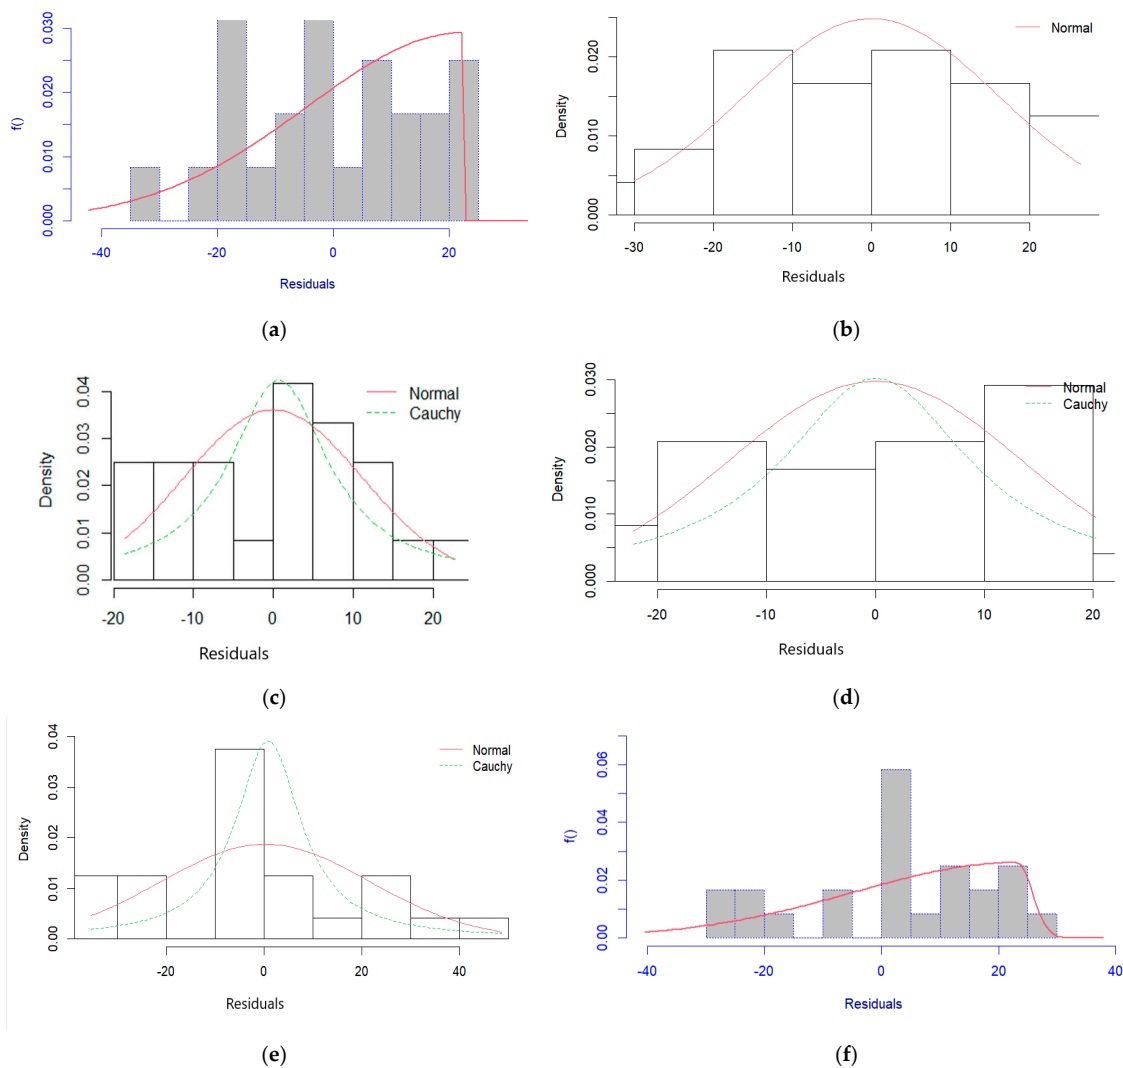 0.030
0.020
0.010
0.000
f()
-40
-20
0
20
Residuals
(a)
Normal
0.020
0.010
0.000
Density
-30
-20
-10
0
10
20
Residuals
(b)
Normal
Cauchy
0.04
0.03
0.02
0.01
0.00
Density
-20
-10
0
10
20
Residuals
(c)
Normal
Cauchy
0.030
0.020
0.010
0.000
Density
-20
-10
0
10
20
Residuals
(d)
Normal
Cauchy
0.04
0.03
0.02
0.01
0.00
Density
-20
0
20
40
Residuals
(e)
0.06
0.04
0.02
0.00
f()
-40
-20
0
20
40
Residuals
(f)